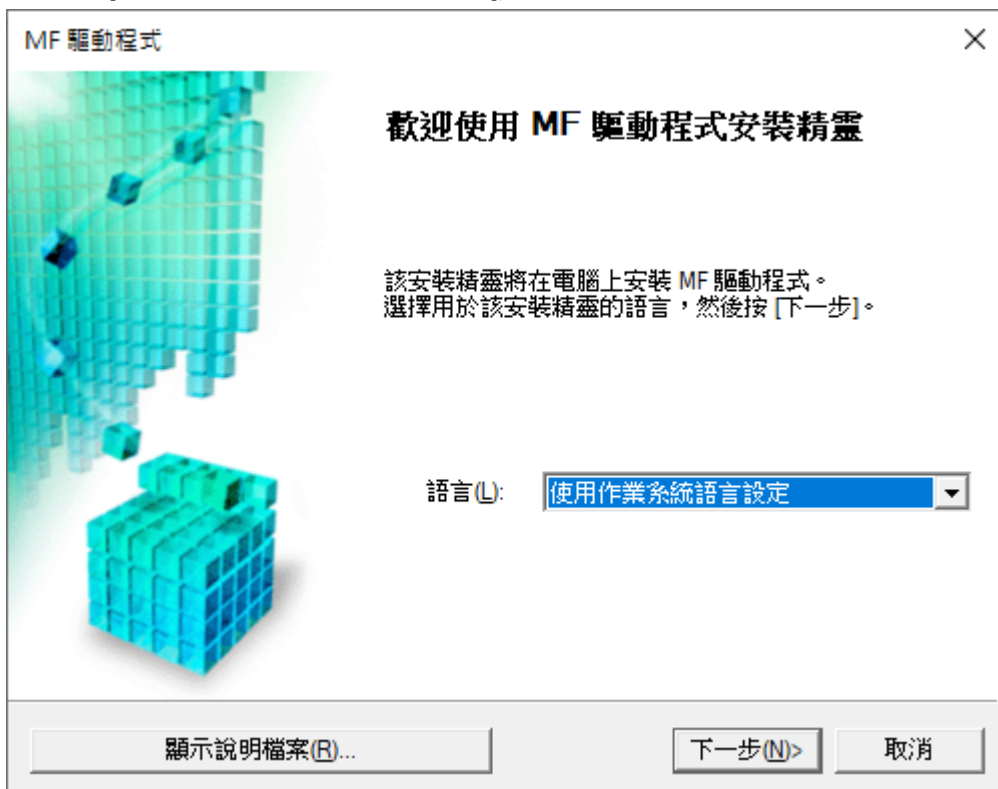 MF 驅動程式
歡迎使用 MF 驅動程式安裝精靈
該安裝精靈將在電腦上安裝 MF 驅動程式。
選擇用於該安裝精靈的語言，然後按 [下一步]。
語言(L): 使用作業系統語言設定
顯示說明檔案(R)... 下一步(N)> 取消